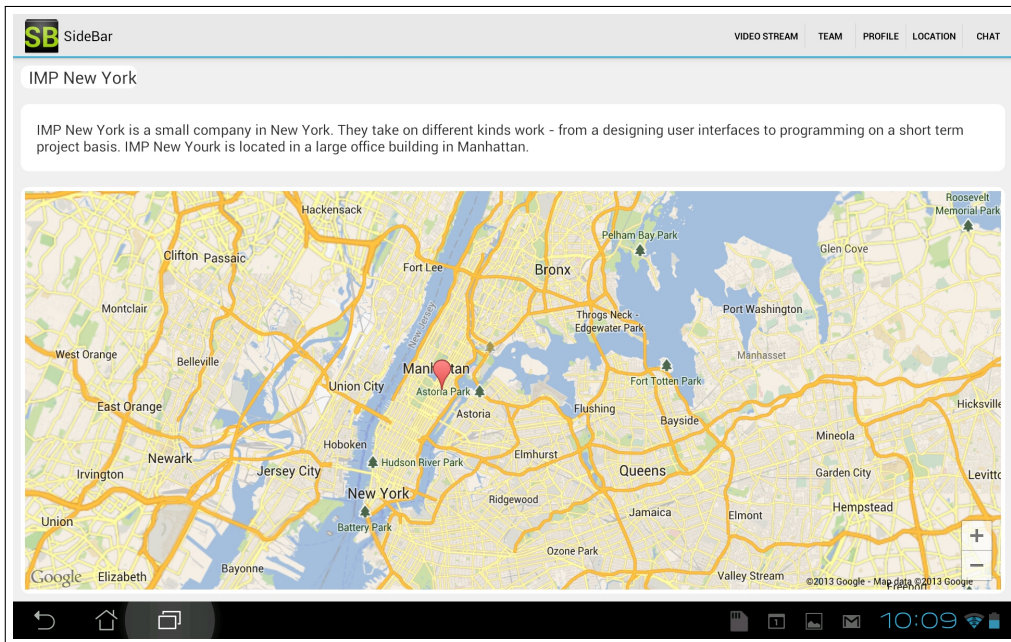 SB SideBar
VIDEO STREAM TEAM PROFILE LOCATION CHAT
IMP New York
IMP New York is a small company in New York. They take on different kinds work - from a designing user interfaces to programming on a short term
project basis. IMP New Yourk is located in a large office building in Manhattan.
Roosevelt
Memorial Park
Hackensack
Pelham Bay Park
Glen Cove
Clifton Passaic
Fort Lee
Bronx
Montclair
New Jersey
Throgs Neck -
Edgewater Park
Port Washington
West Orange
Belleville
Manhattan
Manhasset
Union City
Astoria Park
Fort Totten Park
East Orange
Astoria
Flushing
Bayside
Hicksville
Hoboken
Elmhurst
Mineola
Newark
Hudson River Park
Irvington
Jersey City
Queens
Garden City
Levitto
New York
Ridgewood
Jamaica
Hempstead
Union
Elmont
Battery Park
+
Ozone Park
−
Google
Elizabeth
Bayonne
Valley Stream
©2013 Google - Map data ©2013 Google
Freeport
1
10:09